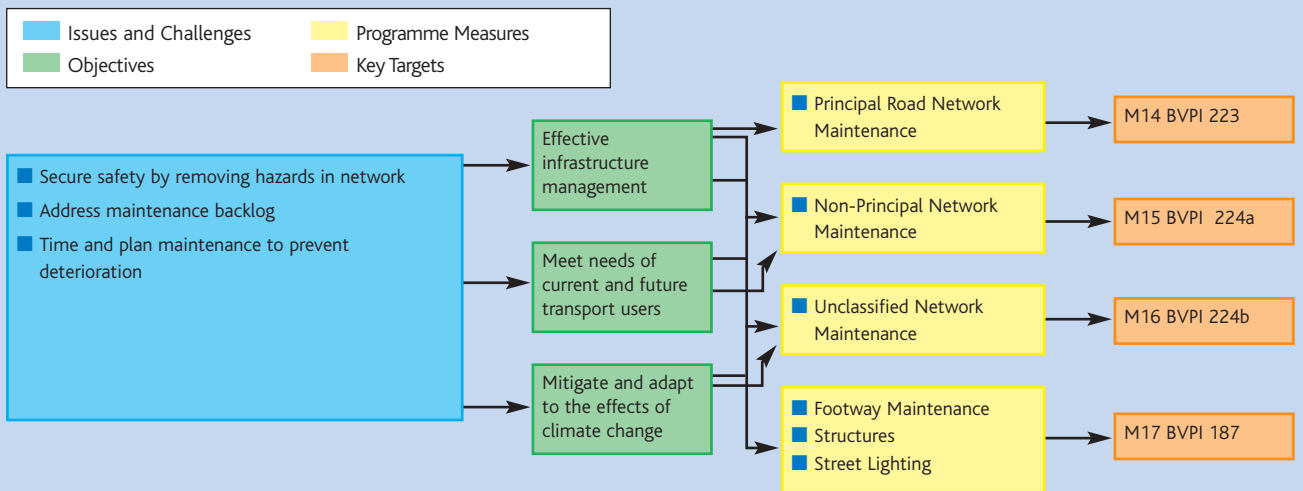 Issues and Challenges
Programme Measures
Objectives
Key Targets
Secure safety by removing hazards in network
Address maintenance backlog
Time and plan maintenance to prevent
deterioration
Effective
infrastructure
management
Meet needs of
current and future
transport users
Mitigate and adapt
to the effects of
climate change
Principal Road Network
Maintenance
Non-Principal Network
Maintenance
Unclassified Network
Maintenance
Footway Maintenance
Structures
Street Lighting
M14 BVPI 223
M15 BVPI 224a
M16 BVPI 224b
M17 BVPI 187